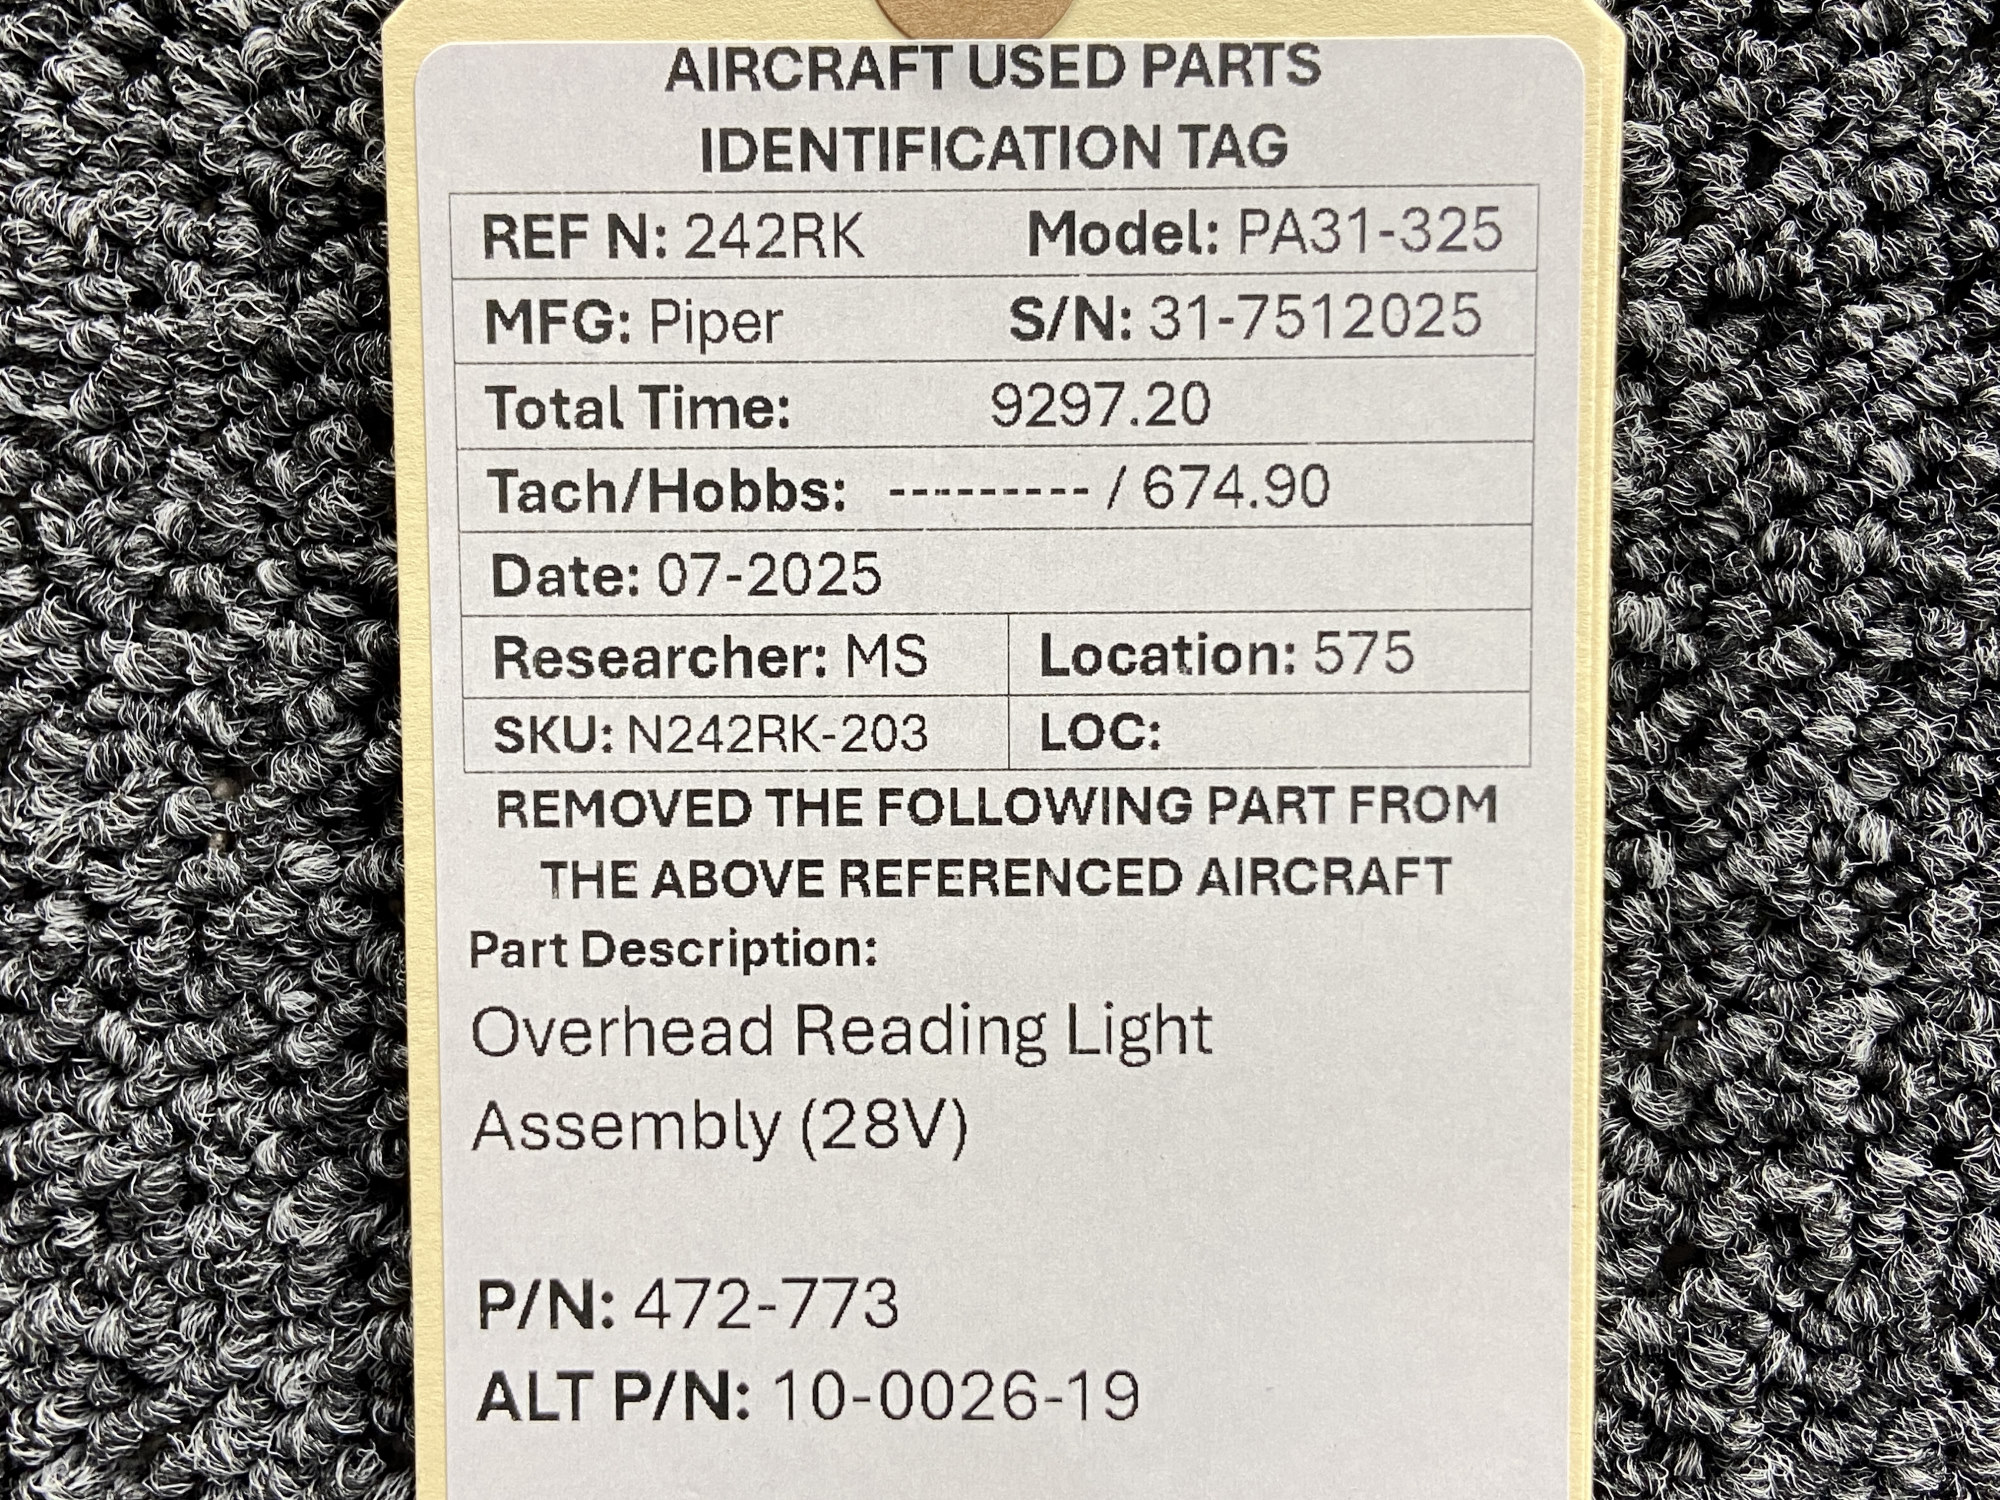 AIRCRAFT USED PARTS
IDENTIFICATION TAG
REF N: 242RK Model: PA31-325
MFG: Piper S/N: 31-7512025
Total Time: 9297.20
Tach/Hobbs: --------- / 674.90
Date: 07-2025
Researcher: MS Location: 575
SKU: N242RK-203 LOC:
REMOVED THE FOLLOWING PART FROM
THE ABOVE REFERENCED AIRCRAFT
Part Description:
Overhead Reading Light
Assembly (28V)
P/N: 472-773
ALT P/N: 10-0026-19